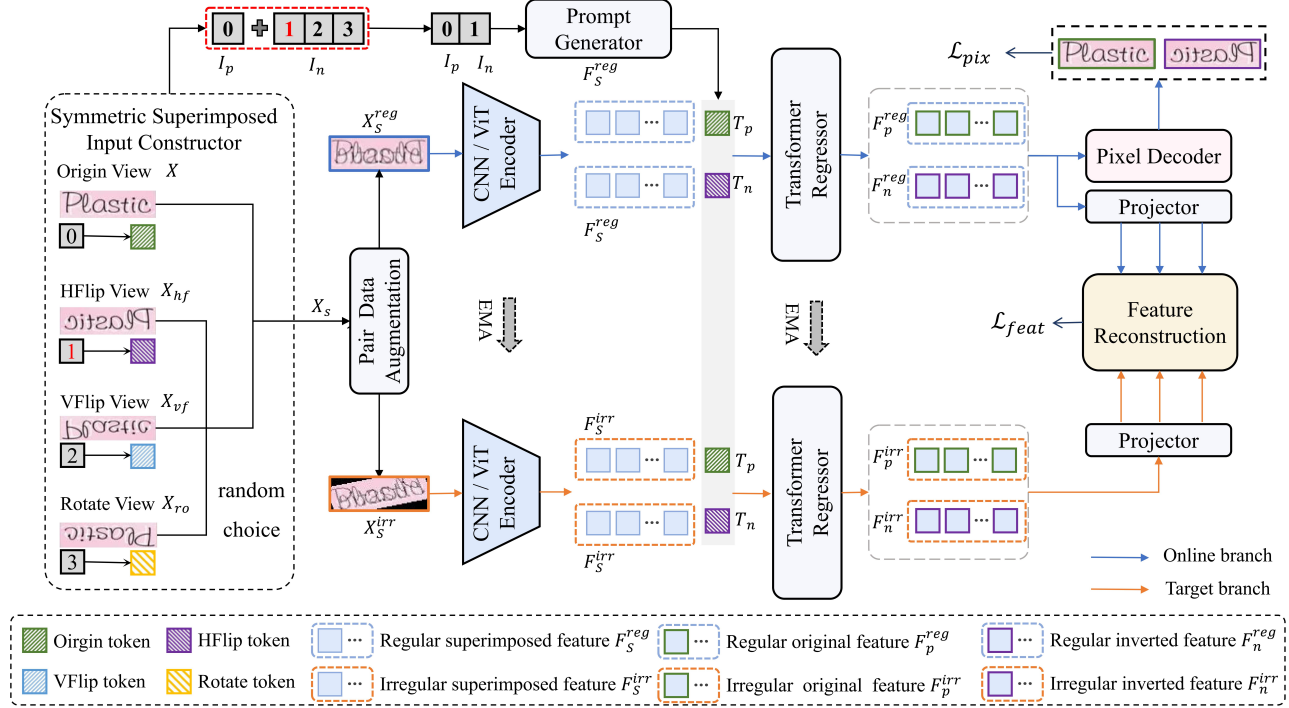 0 + 1 2 3
I_p I_n
0 1
I_p I_n
Prompt
Generator
Symmetric Superimposed
Input Constructor
Origin View X
Plastic
0
HFlip View X_hf
Plastic
1
VFlip View X_vf
Plastic
2
Rotate View X_ro
Plastic
3
random
choice
X_s
Pair Data
Augmentation
X_S^reg
CNN / ViT
Encoder
F_S^reg
F_S^reg
T_p
T_n
Transformer
Regressor
F_p^reg
F_n^reg
ℒ_pix
Plastic Plastic
Pixel Decoder
Projector
EMA
EMA
Feature
Reconstruction
ℒ_feat
X_S^irr
CNN / ViT
Encoder
F_S^irr
F_S^irr
T_p
T_n
Transformer
Regressor
F_p^irr
F_n^irr
Projector
Online branch
Target branch
Oirgin token
HFlip token
Regular superimposed feature F_S^reg
Regular original feature F_p^reg
Regular inverted feature F_n^reg
VFlip token
Rotate token
Irregular superimposed feature F_S^irr
Irregular original feature F_p^irr
Irregular inverted feature F_n^irr